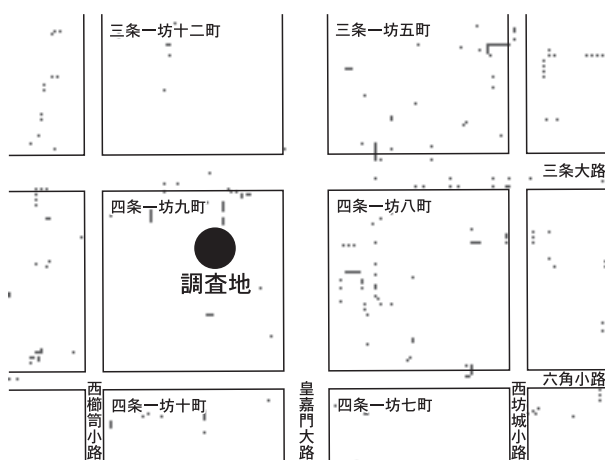 三条一坊十二町
三条一坊五町
三条大路
四条一坊九町
四条一坊八町
調査地
六角小路
四条一坊十町
四条一坊七町
西櫛笥小路
皇嘉門大路
西坊城小路